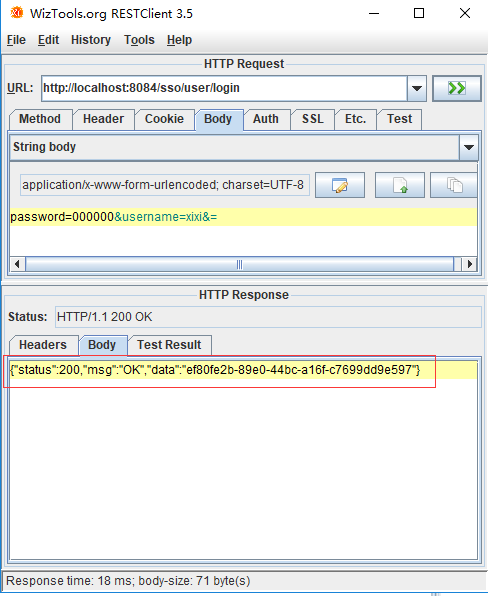 WizTools.org RESTClient 3.5
File Edit History Tools Help
HTTP Request
URL: http://localhost:8084/sso/user/login
Method Header Cookie Body Auth SSL Etc. Test
String body
application/x-www-form-urlencoded; charset=UTF-8
password=000000&username=xixi&=
HTTP Response
Status: HTTP/1.1 200 OK
Headers Body Test Result
{"status":200,"msg":"OK","data":"ef80fe2b-89e0-44bc-a16f-c7699dd9e597"}
Response time: 18 ms; body-size: 71 byte(s)